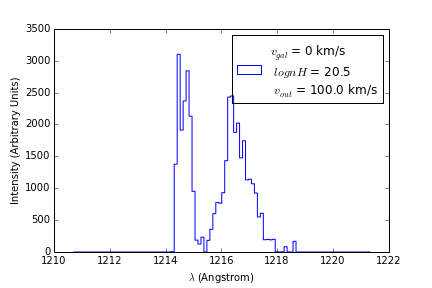 3500
3000
2500
2000
1500
1000
500
0
Intensity (Arbitrary Units)
v_gal = 0 km/s
lognH = 20.5
v_out = 100.0 km/s
1210 1212 1214 1216 1218 1220 1222
λ (Angstrom)